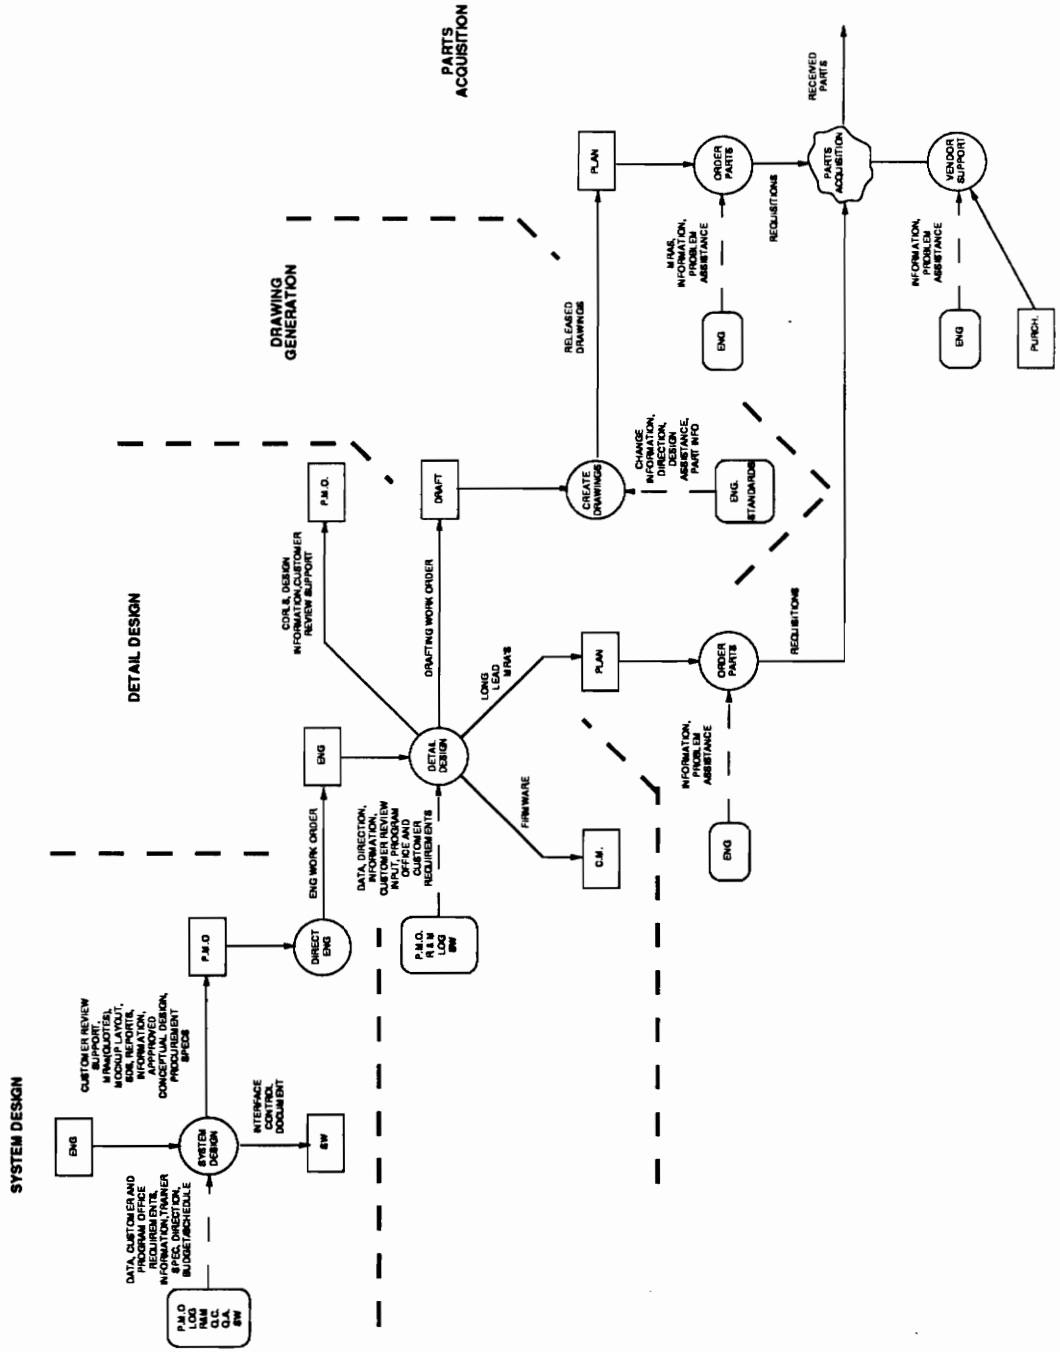 SYSTEM DESIGN
DETAIL DESIGN
DRAWING
GENERATION
PARTS
ACQUISITION
ENG
DATA, CUSTOMER AND
PROGRAM OFFICE
REQUIREMENTS,
INFORMATION, TRAINER
SPEC, DIRECTION,
BUDGET/SCHEDULE
P.M.O
LOG
R&M
Q.C.
Q.A.
SW
SYSTEM
DESIGN
INTERFACE
CONTROL
DOCUMENT
SW
CUSTOMER REVIEW
SUPPORT,
MRA(QUOTES),
MOCKUP LAYOUT,
SDS, REPORTS,
INFORMATION,
APPPROVED
CONCEPTUAL DESIGN,
PROCUREMENT
SPECS
P.M.O
DIRECT
ENG
ENG WORK ORDER
ENG
DATA, DIRECTION,
INFORMATION,
CUSTOMER REVIEW
INPUT, PROGRAM
OFFICE AND
CUSTOMER
REQUIREMENTS
P.M.O.
R & M
LOG
SW
DETAIL
DESIGN
CDRLS, DESIGN
INFORMATION,CUSTOMER
REVIEW SUPPORT
P.M.O.
DRAFTING WORK ORDER
DRAFT
FIRMWARE
C.M.
LONG
LEAD
MRA'S
PLAN
CREATE
DRAWINGS
CHANGE
INFORMATION,
DIRECTION,
DESIGN
ASSISTANCE,
PART INFO
ENG.
STANDARDS
RELEASED
DRAWINGS
PLAN
INFORMATION,
PROBLEM
ASSISTANCE
ENG
ORDER
PARTS
REQUISITIONS
MRAS,
INFORMATION,
PROBLEM
ASSISTANCE
ENG
ORDER
PARTS
REQUISITIONS
PARTS
ACQUISITION
RECEIVED
PARTS
INFORMATION,
PROBLEM
ASSISTANCE
ENG
PURCH.
VENDOR
SUPPORT